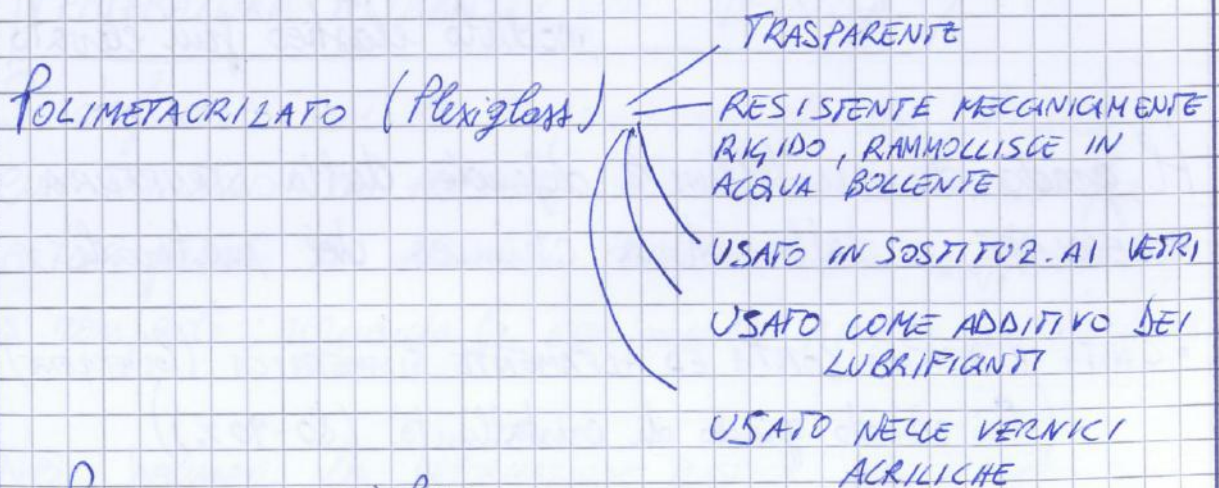 TRASPARENTE
POLIMETACRILATO (Plexiglass)
RESISTENTE MECCANICAMENTE
RIGIDO, RAMMOLLISCE IN
ACQUA BOLLENTE
USATO IN SOSTITUZ. AI VETRI
USATO COME ADDITIVO DEI
LUBRIFICANTI
USATO NELLE VERNICI
ACRILICHE